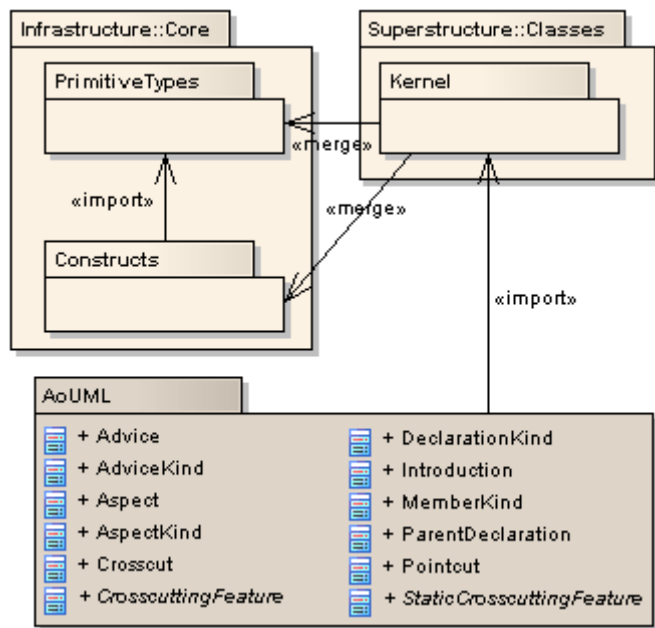 Infrastructure::Core
Superstructure::Classes
PrimitiveTypes
Kernel
«merge»
«import»
«merge»
Constructs
«import»
AoUML
+ Advice
+ AdviceKind
+ Aspect
+ AspectKind
+ Crosscut
+ CrosscuttingFeature
+ DeclarationKind
+ Introduction
+ MemberKind
+ ParentDeclaration
+ Pointcut
+ StaticCrosscuttingFeature